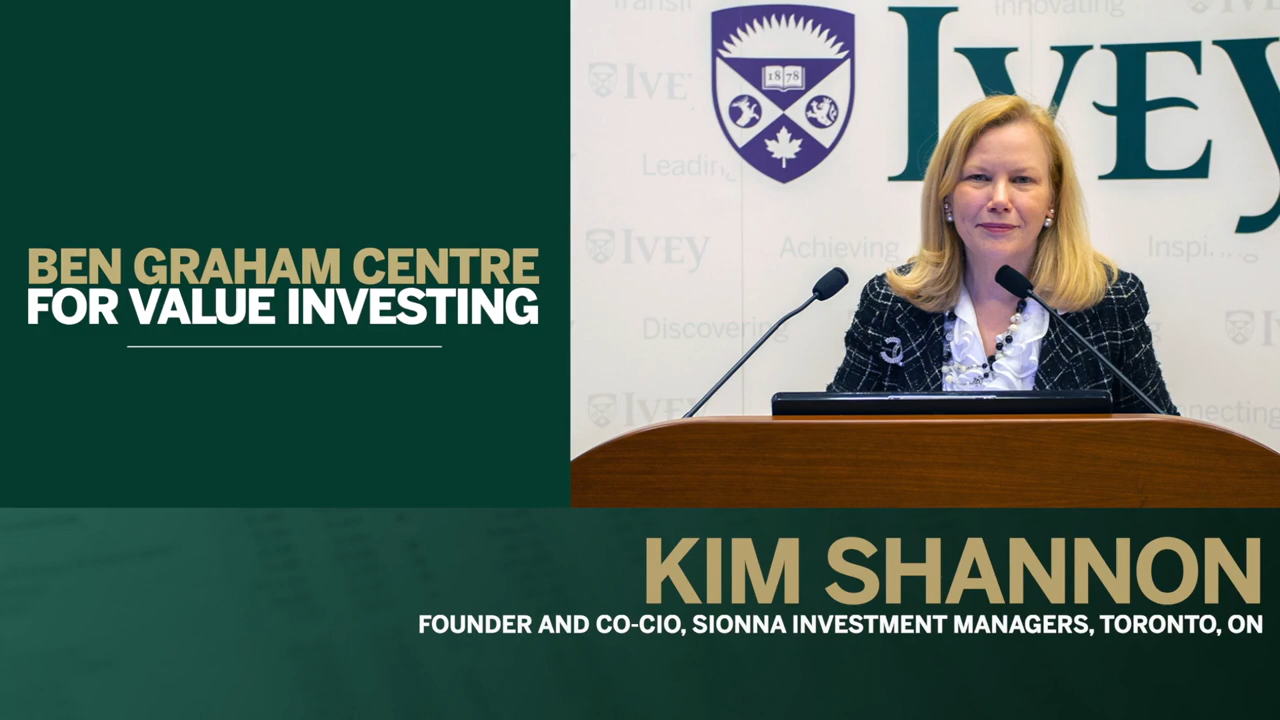 BEN GRAHAM CENTRE
FOR VALUE INVESTING
Transit
Innovating
IVEY
1878
IVEY
IVEY
Achieving
Discovering
IVEY
KIM SHANNON
FOUNDER AND CO-CIO, SIONNA INVESTMENT MANAGERS, TORONTO, ON